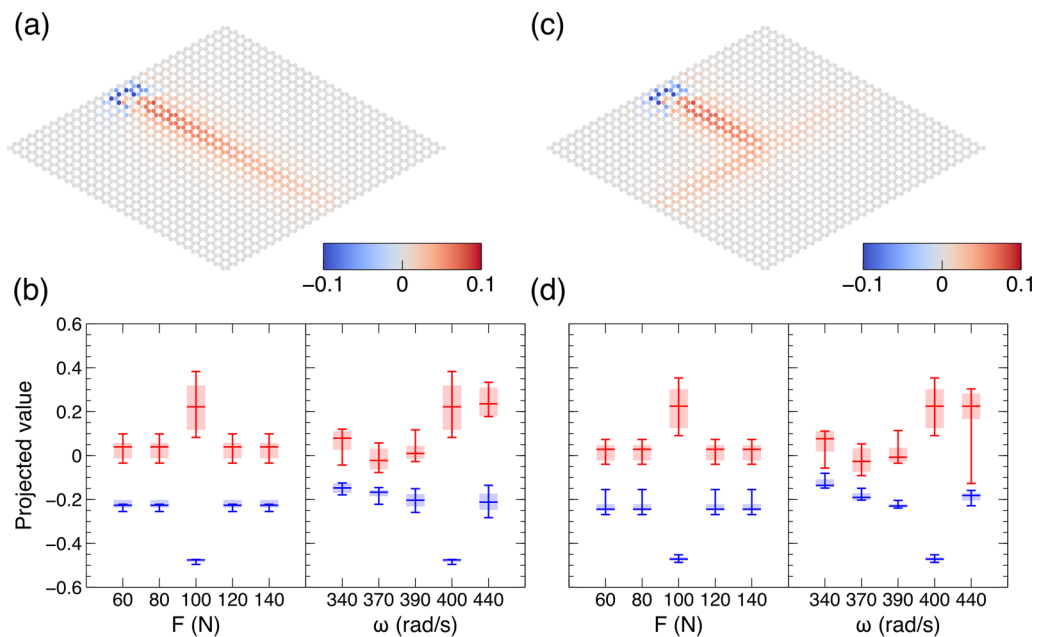 (a)
(c)
−0.1 0 0.1
−0.1 0 0.1
(b)
(d)
Projected value
0.6
0.4
0.2
0
−0.2
−0.4
−0.6
60 80 100 120 140
340 370 390 400 440
60 80 100 120 140
340 370 390 400 440
F (N)
ω (rad/s)
F (N)
ω (rad/s)